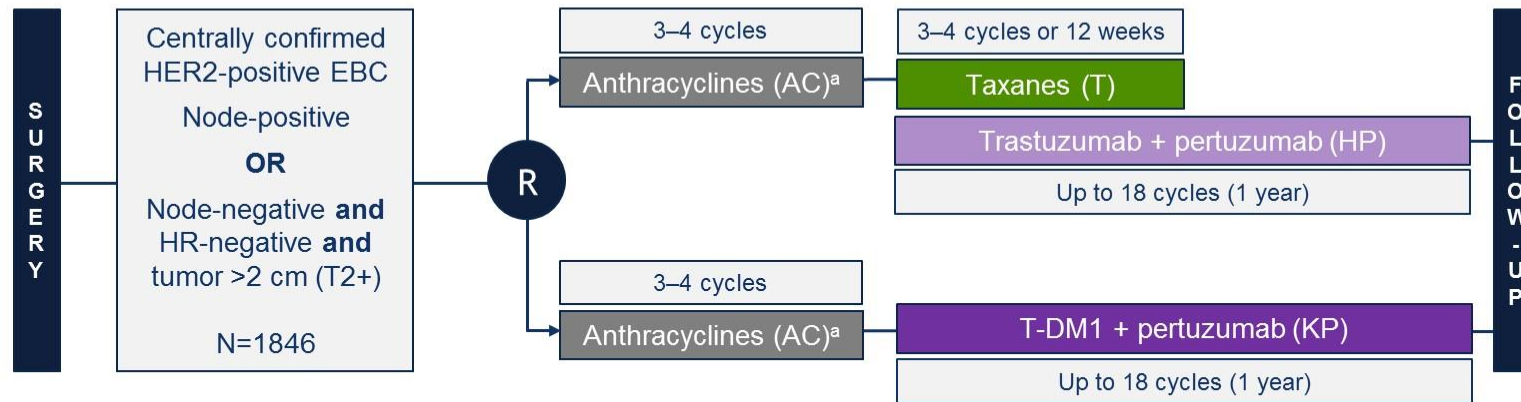 SURGERY
Centrally confirmed
HER2-positive EBC
Node-positive
OR
Node-negative and
HR-negative and
tumor >2 cm (T2+)
N=1846
R
3–4 cycles
Anthracyclines (AC)ᵃ
3–4 cycles or 12 weeks
Taxanes (T)
Trastuzumab + pertuzumab (HP)
Up to 18 cycles (1 year)
3–4 cycles
Anthracyclines (AC)ᵃ
T-DM1 + pertuzumab (KP)
Up to 18 cycles (1 year)
FOLLOW-UP